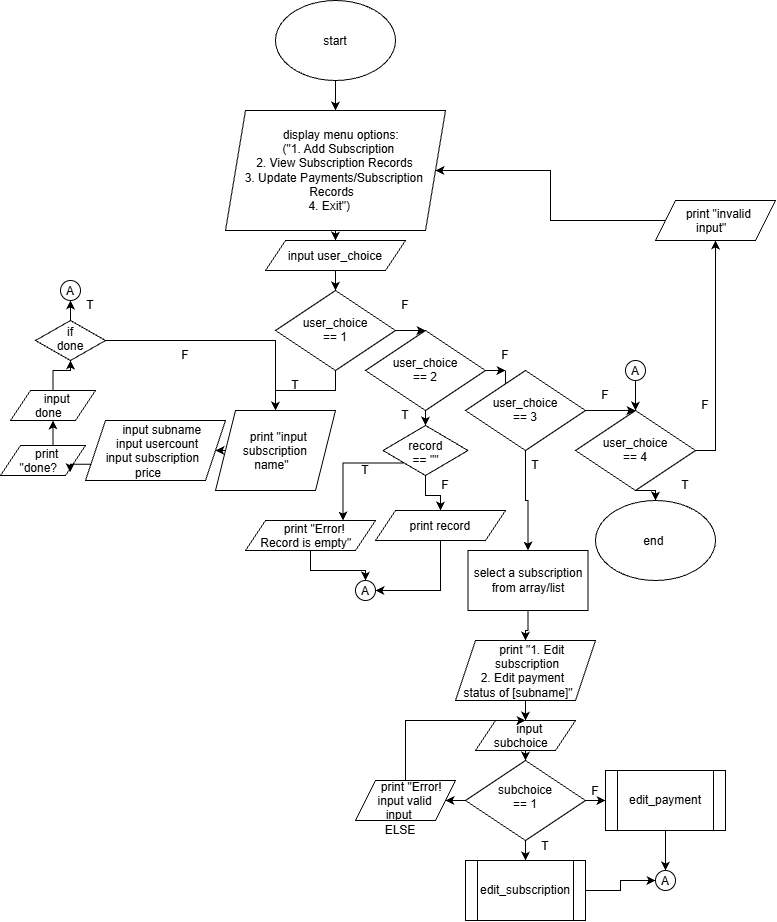 start
display menu options:
("1. Add Subscription
2. View Subscription Records
3. Update Payments/Subscription
Records
4. Exit")
print "invalid
input"
input user_choice
A
T
if
done
F
user_choice
== 1
F
T
user_choice
== 2
F
T
user_choice
== 3
F
T
A
user_choice
== 4
F
T
input
done
print
"done?
input subname
input usercount
input subscription
price
print "input
subscription
name"
record
== ""
T
F
print "Error!
Record is empty"
print record
A
end
select a subscription
from array/list
print "1. Edit
subscription
2. Edit payment
status of [subname]"
input
subchoice
print "Error!
input valid
input
ELSE
subchoice
== 1
F
T
edit_payment
edit_subscription
A